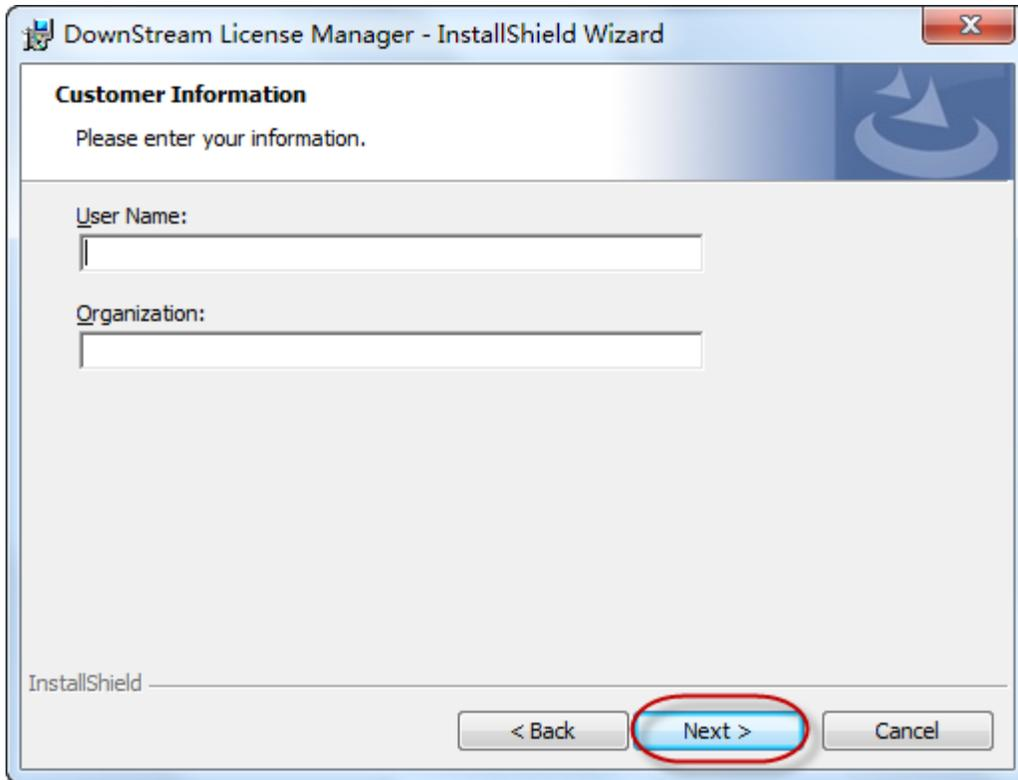 DownStream License Manager - InstallShield Wizard
Customer Information
Please enter your information.
User Name:
Organization:
InstallShield
< Back
Next >
Cancel